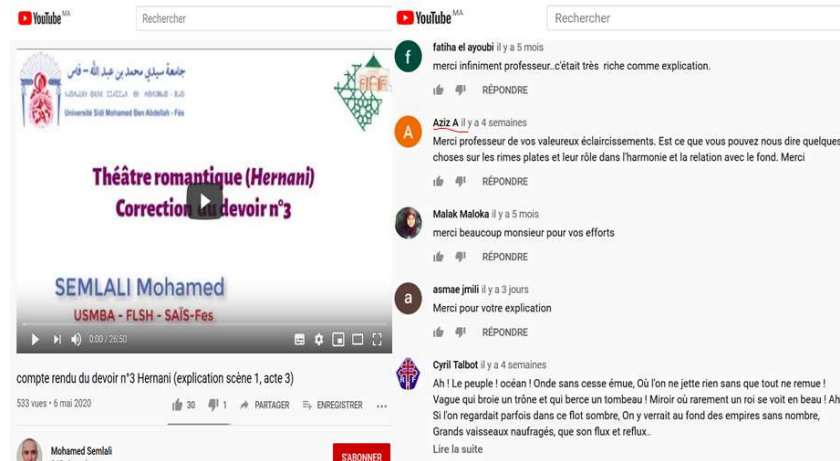 YouTube MA
Rechercher
جامعة سيدي محمد بن عبد الله - فاس
Université Sidi Mohamed Ben Abdellah - Fès
Théâtre romantique (Hernani)
Correction du devoir n°3
SEMLALI Mohamed
USMBA - FLSH - SAÏS-Fes
0:00 / 26:50
compte rendu du devoir n°3 Hernani (explication scène 1, acte 3)
533 vues • 6 mai 2020
30
1
PARTAGER
ENREGISTRER
Mohamed Semlali
S'ABONNER
YouTube MA
Rechercher
f
fatiha el ayoubi il y a 5 mois
merci infiniment professeur..c'était très riche comme explication.
RÉPONDRE
A
Aziz A il y a 4 semaines
Merci professeur de vos valeureux éclaircissements. Est ce que vous pouvez nous dire quelques
choses sur les rimes plates et leur rôle dans l'harmonie et la relation avec le fond. Merci
RÉPONDRE
Malak Maloka il y a 5 mois
merci beaucoup monsieur pour vos efforts
RÉPONDRE
a
asmae jmili il y a 3 jours
Merci pour votre explication
RÉPONDRE
R F
Cyril Talbot il y a 4 semaines
Ah ! Le peuple ! océan ! Onde sans cesse émue, Où l'on ne jette rien sans que tout ne remue !
Vague qui broie un trône et qui berce un tombeau ! Miroir où rarement un roi se voit en beau ! Ah
Si l'on regardait parfois dans ce flot sombre, On y verrait au fond des empires sans nombre,
Grands vaisseaux naufragés, que son flux et reflux..
Lire la suite